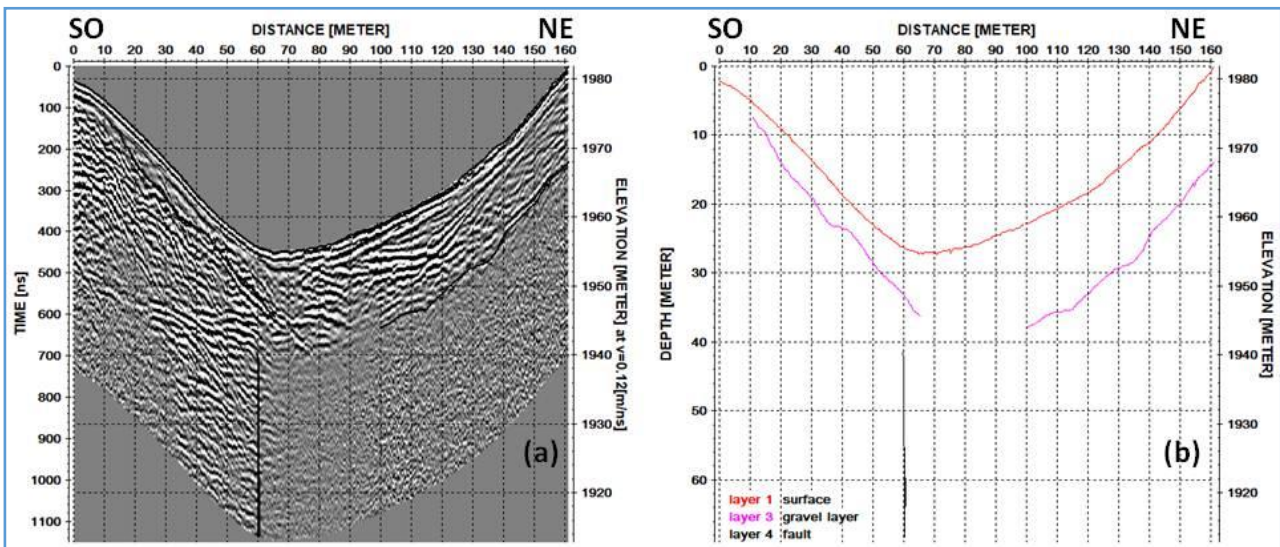 SO DISTANCE [METER] NE
0 10 20 30 40 50 60 70 80 90 100 110 120 130 140 150 160
0
100
200
300
400
500
600
700
800
900
1000
1100
TIME [ns]
1980
1970
1960
1950
1940
1930
1920
ELEVATION [METER] at v=0.12[m/ns]
(a)
SO DISTANCE [METER] NE
0 10 20 30 40 50 60 70 80 90 100 110 120 130 140 150 160
0
10
20
30
40
50
60
DEPTH [METER]
1980
1970
1960
1950
1940
1930
1920
ELEVATION [METER]
(b)
layer 1 surface
layer 3 gravel layer
layer 4 fault